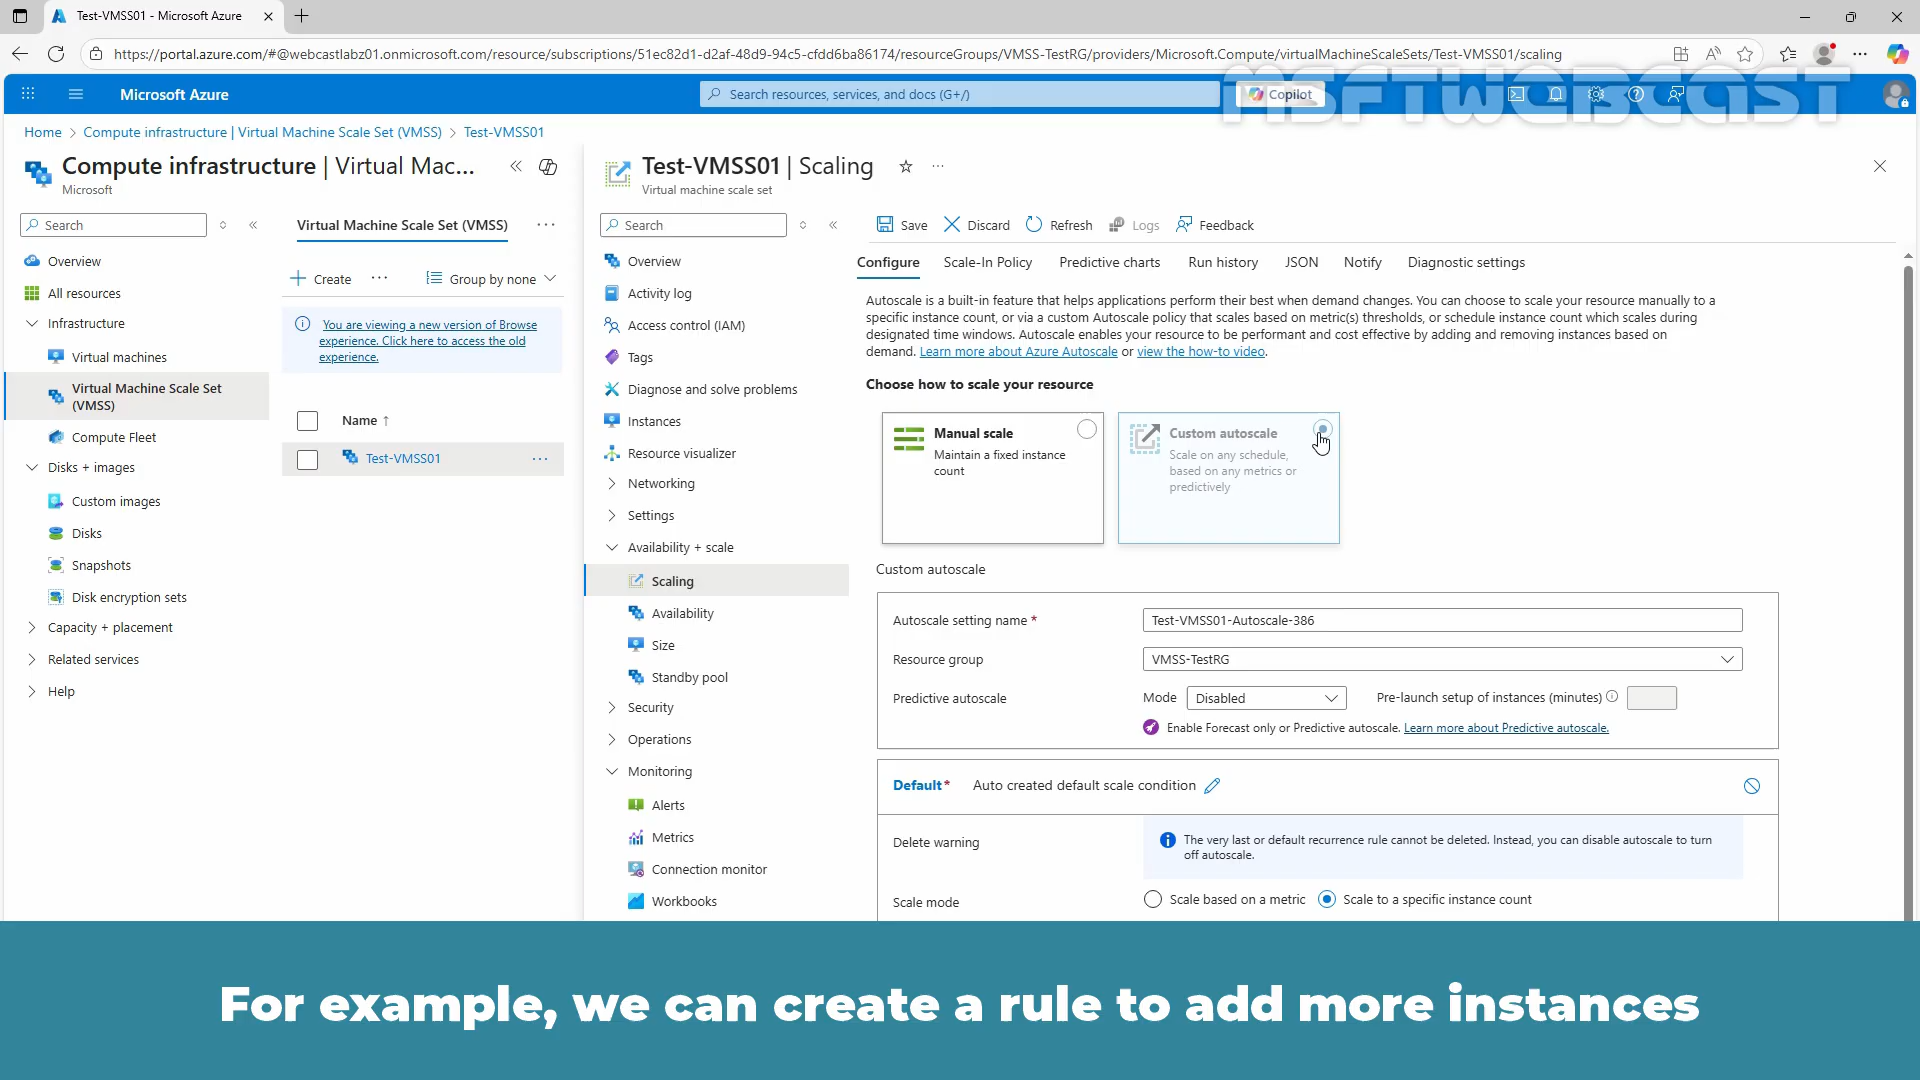 Test-VMSS01 - Microsoft Azure
https://portal.azure.com/#@webcastlabz01.onmicrosoft.com/resource/subscriptions/51ec82d1-d2af-48d9-94c5-cfdd6ba86174/resourceGroups/VMSS-TestRG/providers/Microsoft.Compute/virtualMachineScaleSets/Test-VMSS01/scaling
Microsoft Azure
Search resources, services, and docs (G+/)
Copilot
MSFTWEBCAST
Home > Compute infrastructure | Virtual Machine Scale Set (VMSS) > Test-VMSS01
Compute infrastructure | Virtual Mac...
Microsoft
Search
Overview
All resources
Infrastructure
Virtual machines
Virtual Machine Scale Set
(VMSS)
Compute Fleet
Disks + images
Custom images
Disks
Snapshots
Disk encryption sets
Capacity + placement
Related services
Help
Virtual Machine Scale Set (VMSS)
Create
Group by none
You are viewing a new version of Browse
experience. Click here to access the old
experience.
Name ↑
Test-VMSS01
Test-VMSS01 | Scaling
Virtual machine scale set
Search
Overview
Activity log
Access control (IAM)
Tags
Diagnose and solve problems
Instances
Resource visualizer
Networking
Settings
Availability + scale
Scaling
Availability
Size
Standby pool
Security
Operations
Monitoring
Alerts
Metrics
Connection monitor
Workbooks
Save
Discard
Refresh
Logs
Feedback
Configure
Scale-In Policy
Predictive charts
Run history
JSON
Notify
Diagnostic settings
Autoscale is a built-in feature that helps applications perform their best when demand changes. You can choose to scale your resource manually to a
specific instance count, or via a custom Autoscale policy that scales based on metric(s) thresholds, or schedule instance count which scales during
designated time windows. Autoscale enables your resource to be performant and cost effective by adding and removing instances based on
demand. Learn more about Azure Autoscale or view the how-to video.
Choose how to scale your resource
Manual scale
Maintain a fixed instance
count
Custom autoscale
Scale on any schedule,
based on any metrics or
predictively
Custom autoscale
Autoscale setting name *
Test-VMSS01-Autoscale-386
Resource group
VMSS-TestRG
Predictive autoscale
Mode
Disabled
Pre-launch setup of instances (minutes)
Enable Forecast only or Predictive autoscale. Learn more about Predictive autoscale.
Default*
Auto created default scale condition
Delete warning
The very last or default recurrence rule cannot be deleted. Instead, you can disable autoscale to turn
off autoscale.
Scale mode
Scale based on a metric
Scale to a specific instance count
For example, we can create a rule to add more instances